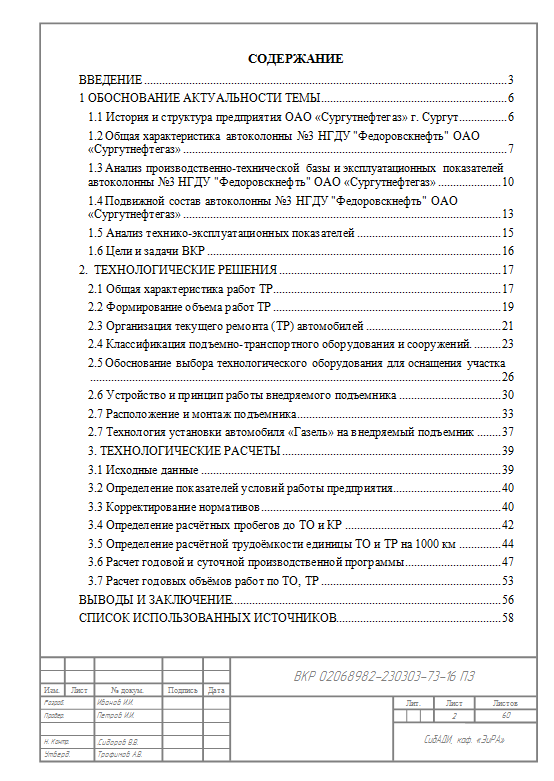 СОДЕРЖАНИЕ
ВВЕДЕНИЕ 3
1 ОБОСНОВАНИЕ АКТУАЛЬНОСТИ ТЕМЫ 6
1.1 История и структура предприятия ОАО «Сургутнефтегаз» г. Сургут 6
1.2 Общая характеристика автоколонны №3 НГДУ "Федоровскнефть" ОАО
«Сургутнефтегаз» 7
1.3 Анализ производственно-технической базы и эксплуатационных показателей
автоколонны №3 НГДУ "Федоровскнефть" ОАО «Сургутнефтегаз» 10
1.4 Подвижной состав автоколонны №3 НГДУ "Федоровскнефть" ОАО
«Сургутнефтегаз» 13
1.5 Анализ технико-эксплуатационных показателей 15
1.6 Цели и задачи ВКР 16
2. ТЕХНОЛОГИЧЕСКИЕ РЕШЕНИЯ 17
2.1 Общая характеристика работ ТР 17
2.2 Формирование объема работ ТР 19
2.3 Организация текущего ремонта (ТР) автомобилей 21
2.4 Классификация подъемно-транспортного оборудования и сооружений. 23
2.5 Обоснование выбора технологического оборудования для оснащения участка
26
2.6 Устройство и принцип работы внедряемого подъемника 30
2.7 Расположение и монтаж подъемника 33
2.7 Технология установки автомобиля «Газель» на внедряемый подъемник 37
3. ТЕХНОЛОГИЧЕСКИЕ РАСЧЕТЫ 39
3.1 Исходные данные 39
3.2 Определение показателей условий работы предприятия 40
3.3 Корректирование нормативов 40
3.4 Определение расчётных пробегов до ТО и КР 42
3.5 Определение расчётной трудоёмкости единицы ТО и ТР на 1000 км 44
3.6 Расчет годовой и суточной производственной программы 47
3.7 Расчет годовых объёмов работ по ТО, ТР 53
ВЫВОДЫ И ЗАКЛЮЧЕНИЕ 56
СПИСОК ИСПОЛЬЗОВАННЫХ ИСТОЧНИКОВ 58
ВКР 02068982-230303-73-16 ПЗ
Изм. Лист № докум. Подпись Дата
Разраб. Иванов И.И.
Провер. Петров И.И.
Н. Контр. Сидоров В.В.
Утверд. Трофимов А.В.
Лит. Лист Листов
2 60
СибАДИ, каф. «ЭиРА»